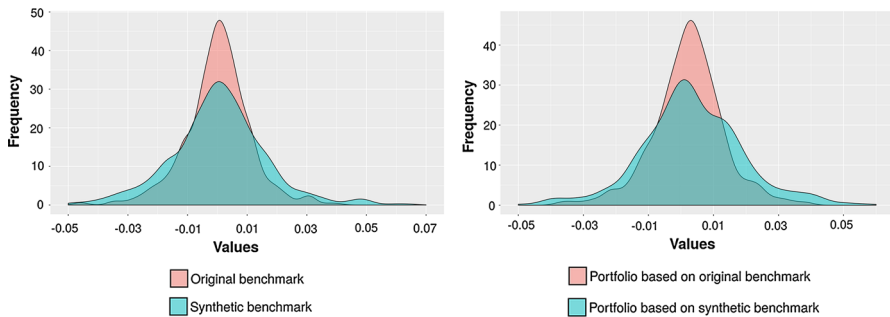 50
40
30
20
10
0
Frequency
-0.05 -0.03 -0.01 0.01 0.03 0.05 0.07
Values
Original benchmark
Synthetic benchmark
40
30
20
10
0
Frequency
-0.05 -0.03 -0.01 0.01 0.03 0.05
Values
Portfolio based on original benchmark
Portfolio based on synthetic benchmark